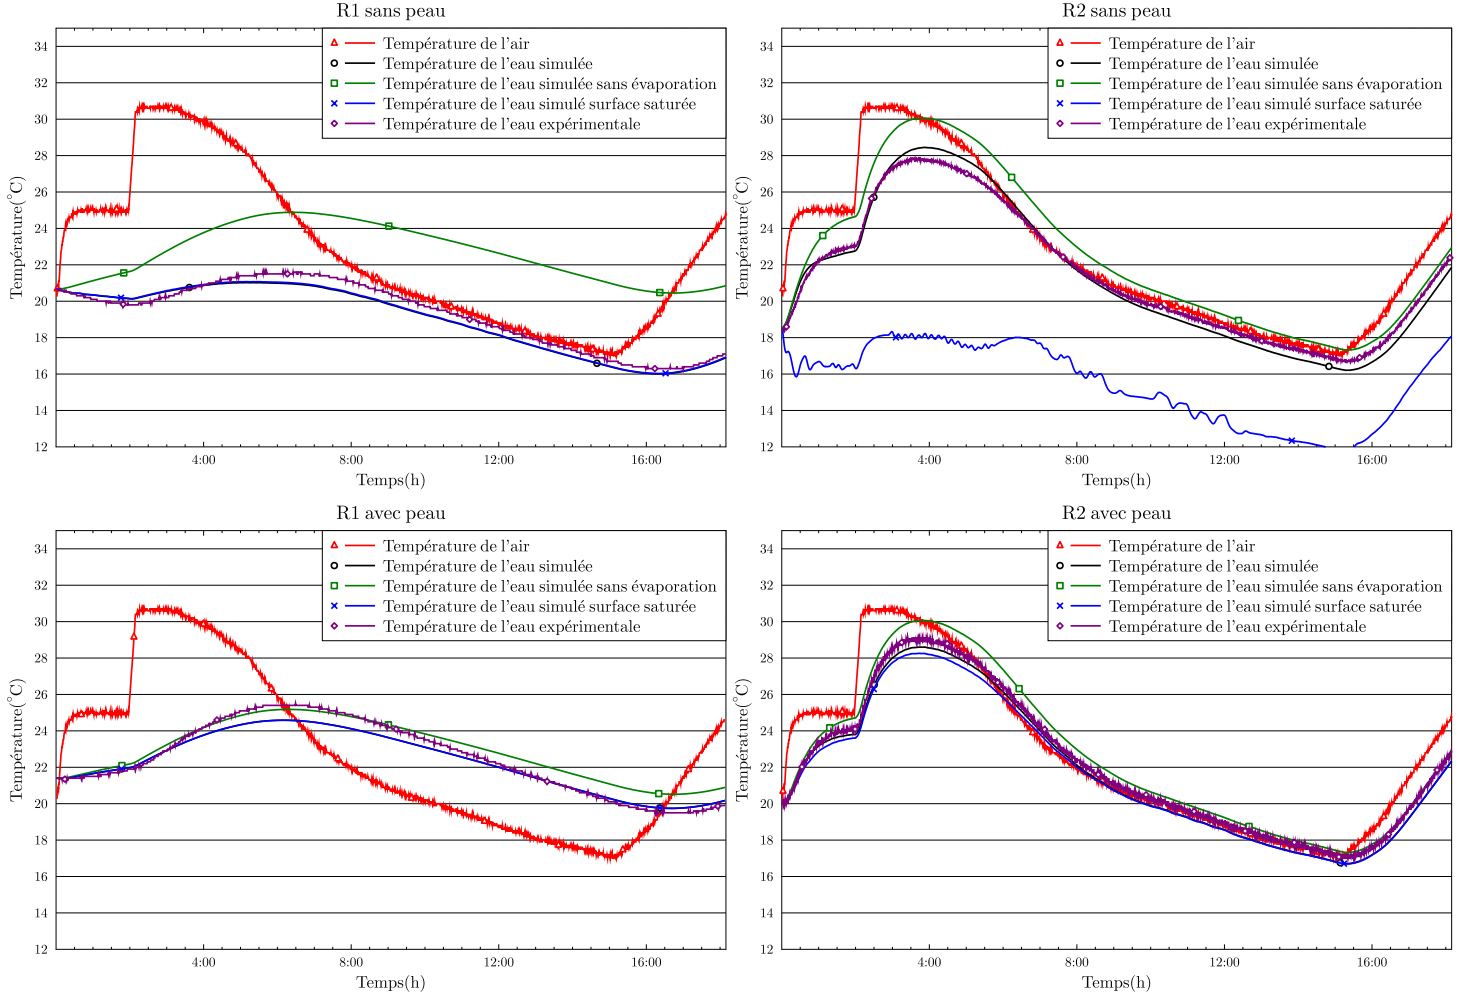 R1 sans peau
Température(°C)
34
32
30
28
26
24
22
20
18
16
14
12
Température de l'air
Température de l'eau simulée
Température de l'eau simulée sans évaporation
Température de l'eau simulé surface saturée
Température de l'eau expérimentale
4:00 8:00 12:00 16:00
Temps(h)
R2 sans peau
Température(°C)
34
32
30
28
26
24
22
20
18
16
14
12
Température de l'air
Température de l'eau simulée
Température de l'eau simulée sans évaporation
Température de l'eau simulé surface saturée
Température de l'eau expérimentale
4:00 8:00 12:00 16:00
Temps(h)
R1 avec peau
Température(°C)
34
32
30
28
26
24
22
20
18
16
14
12
Température de l'air
Température de l'eau simulée
Température de l'eau simulée sans évaporation
Température de l'eau simulé surface saturée
Température de l'eau expérimentale
4:00 8:00 12:00 16:00
Temps(h)
R2 avec peau
Température(°C)
34
32
30
28
26
24
22
20
18
16
14
12
Température de l'air
Température de l'eau simulée
Température de l'eau simulée sans évaporation
Température de l'eau simulé surface saturée
Température de l'eau expérimentale
4:00 8:00 12:00 16:00
Temps(h)